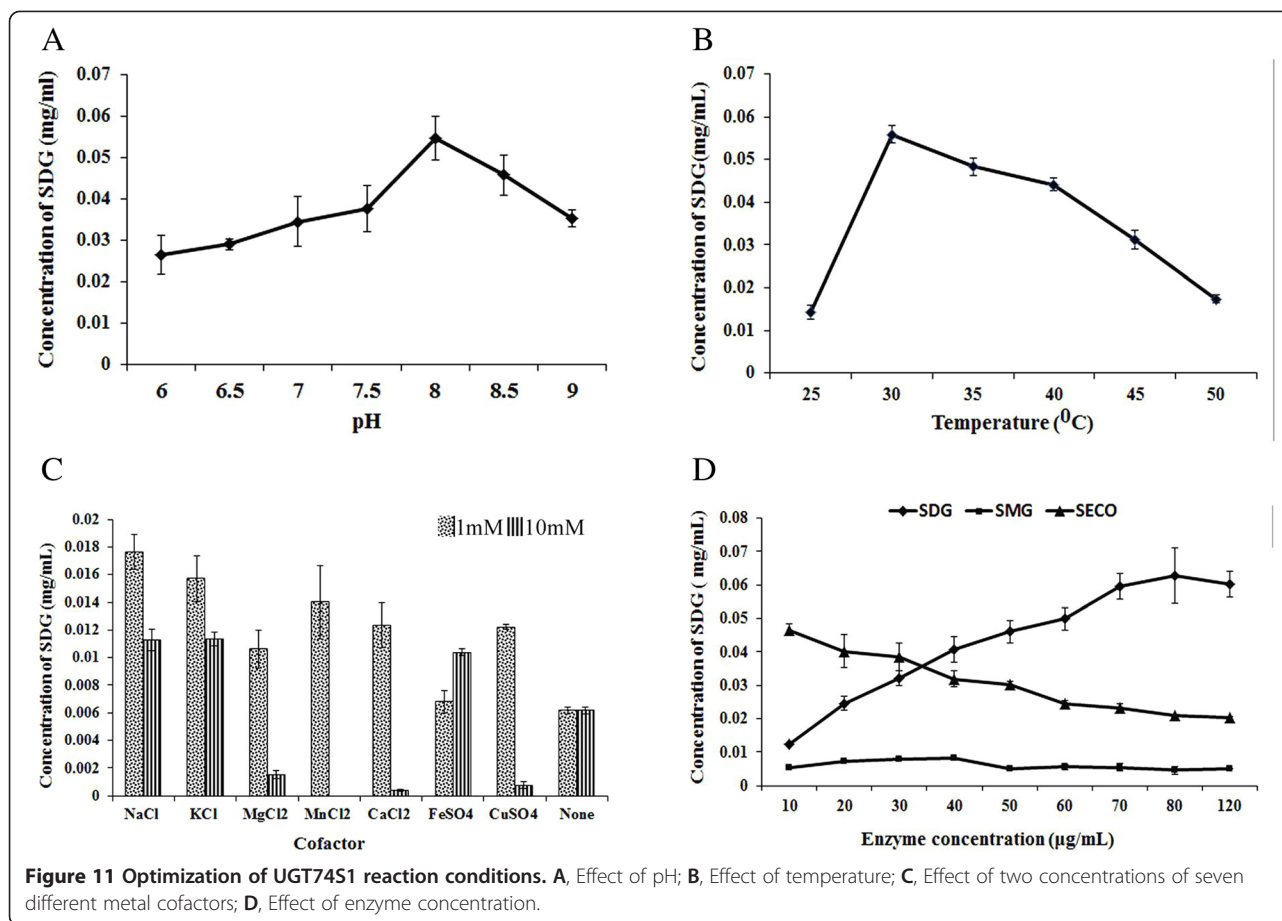 A
Concentration of SDG (mg/ml)
0.07
0.06
0.05
0.04
0.03
0.02
0.01
0
6 6.5 7 7.5 8 8.5 9
pH
B
Concentration of SDG(mg/mL)
0.07
0.06
0.05
0.04
0.03
0.02
0.01
0
25 30 35 40 45 50
Temperature (⁰C)
C
Concentration of SDG (mg/mL)
0.02
0.018
0.016
0.014
0.012
0.01
0.008
0.006
0.004
0.002
0
1mM 10mM
NaCl KCl MgCl2 MnCl2 CaCl2 FeSO4 CuSO4 None
Cofactor
D
SDG SMG SECO
Concentration of SDG ( mg/mL)
0.08
0.07
0.06
0.05
0.04
0.03
0.02
0.01
0
10 20 30 40 50 60 70 80 120
Enzyme concentration (µg/mL)
Figure 11 Optimization of UGT74S1 reaction conditions. A, Effect of pH; B, Effect of temperature; C, Effect of two concentrations of seven
different metal cofactors; D, Effect of enzyme concentration.